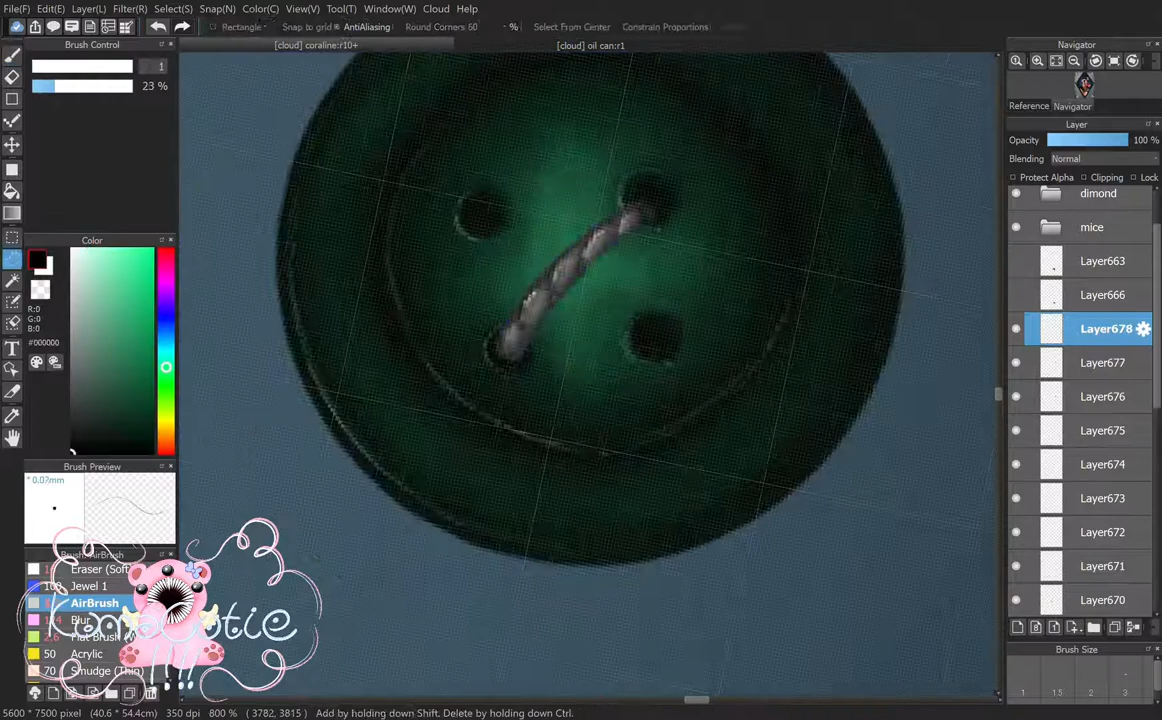 File(F) Edit(E) Layer(L) Filter(R) Select(S) Snap(N) Color(C) View(V) Tool(T) Window(W) Cloud Help
Rectangle Snap to grid AntiAliasing Round Corners 60 % Select From Center Constrain Proportions
Brush Control
[cloud] coraline:r10+
[cloud] oil can:r1
Navigator
1
23 %
Reference Navigator
Layer
Opacity 100 %
Blending Normal
Protect Alpha Clipping Lock
dimond
mice
Layer663
Layer666
Layer678
Layer677
Layer676
Layer675
Layer674
Layer673
Layer672
Layer671
Layer670
Color
R:0
G:0
B:0
#000000
Brush Preview
* 0.07mm
Brush: AirBrush
Eraser (Soft
Jewel 1
AirBrush
Blur
50 Acrylic
70 Smudge (Thin)
Brush Size
1 1.5 2 3
5600 * 7500 pixel (40.6 * 54.4cm) 350 dpi 800 % ( 3782, 3815 ) Add by holding down Shift. Delete by holding down Ctrl.